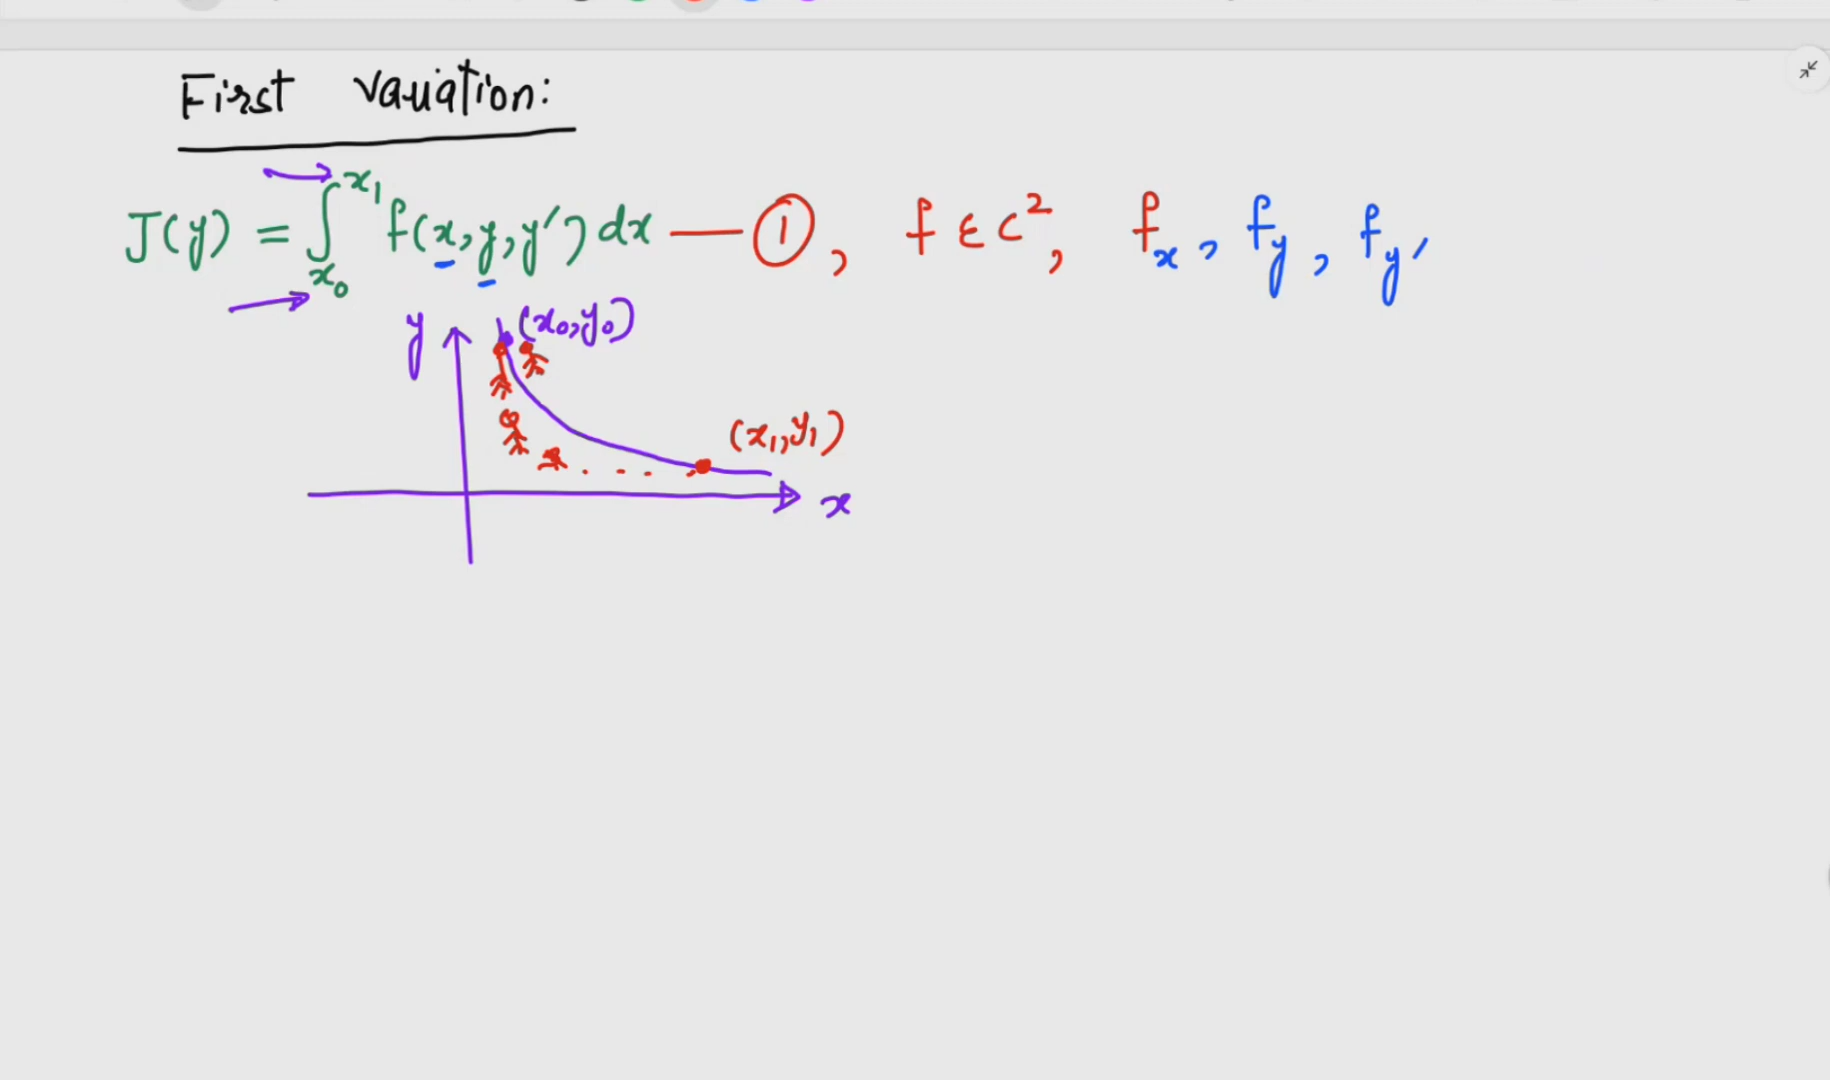 First variation:
J(y) = ∫_{x₀}^{x₁} f(x, y, y′) dx — ①, f ∈ C², f_x, f_y, f_y′
y
(x₀, y₀)
(x₁, y₁)
x